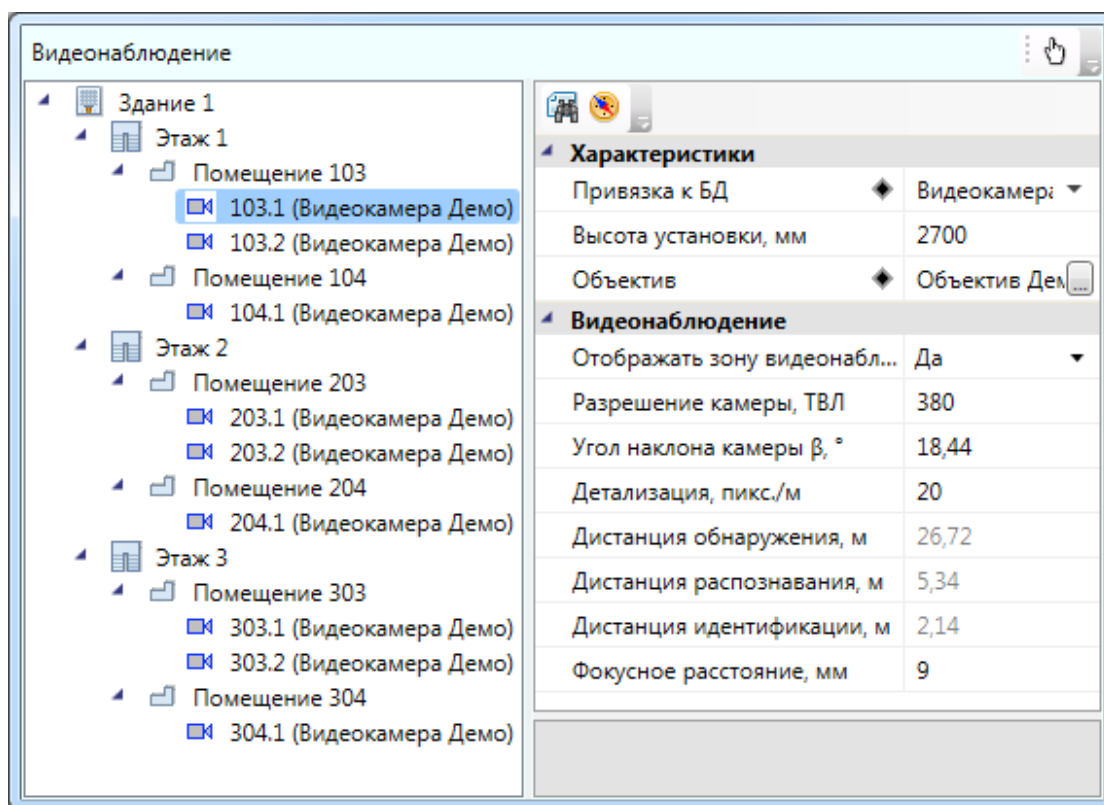 Видеонаблюдение
Здание 1
Этаж 1
Помещение 103
103.1 (Видеокамера Демо)
103.2 (Видеокамера Демо)
Помещение 104
104.1 (Видеокамера Демо)
Этаж 2
Помещение 203
203.1 (Видеокамера Демо)
203.2 (Видеокамера Демо)
Помещение 204
204.1 (Видеокамера Демо)
Этаж 3
Помещение 303
303.1 (Видеокамера Демо)
303.2 (Видеокамера Демо)
Помещение 304
304.1 (Видеокамера Демо)
Характеристики
Привязка к БД Видеокамера
Высота установки, мм 2700
Объектив Объектив Дем ...
Видеонаблюдение
Отображать зону видеонабл... Да
Разрешение камеры, ТВЛ 380
Угол наклона камеры β, ° 18,44
Детализация, пикс./м 20
Дистанция обнаружения, м 26,72
Дистанция распознавания, м 5,34
Дистанция идентификации, м 2,14
Фокусное расстояние, мм 9